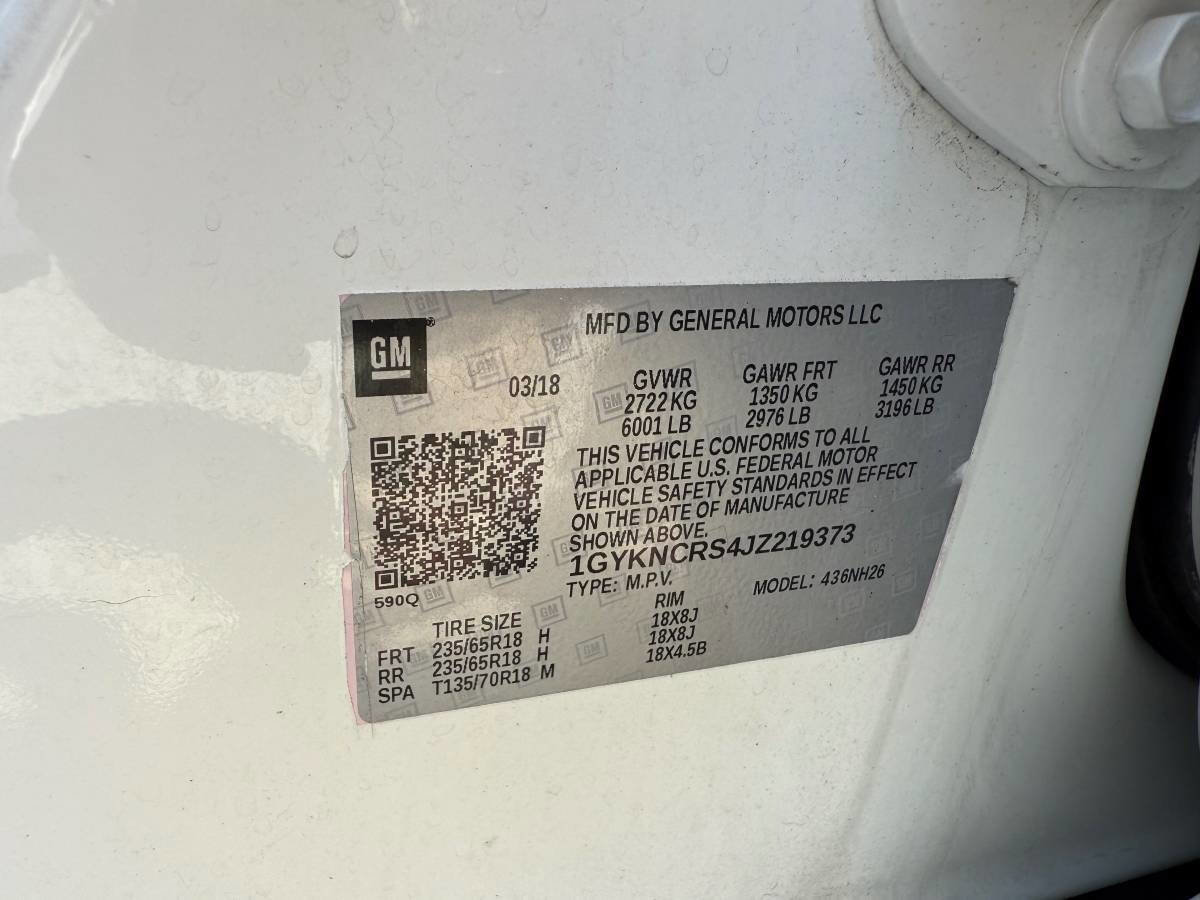 GM
MFD BY GENERAL MOTORS LLC
03/18
GVWR GAWR FRT GAWR RR
2722 KG 1350 KG 1450 KG
6001 LB 2976 LB 3196 LB
THIS VEHICLE CONFORMS TO ALL
APPLICABLE U.S. FEDERAL MOTOR
VEHICLE SAFETY STANDARDS IN EFFECT
ON THE DATE OF MANUFACTURE
SHOWN ABOVE.
1GYKNCRS4JZ219373
TYPE: M.P.V. MODEL: 436NH26
590Q
TIRE SIZE RIM
FRT 235/65R18 H 18X8J
RR 235/65R18 H 18X8J
SPA T135/70R18 M 18X4.5B